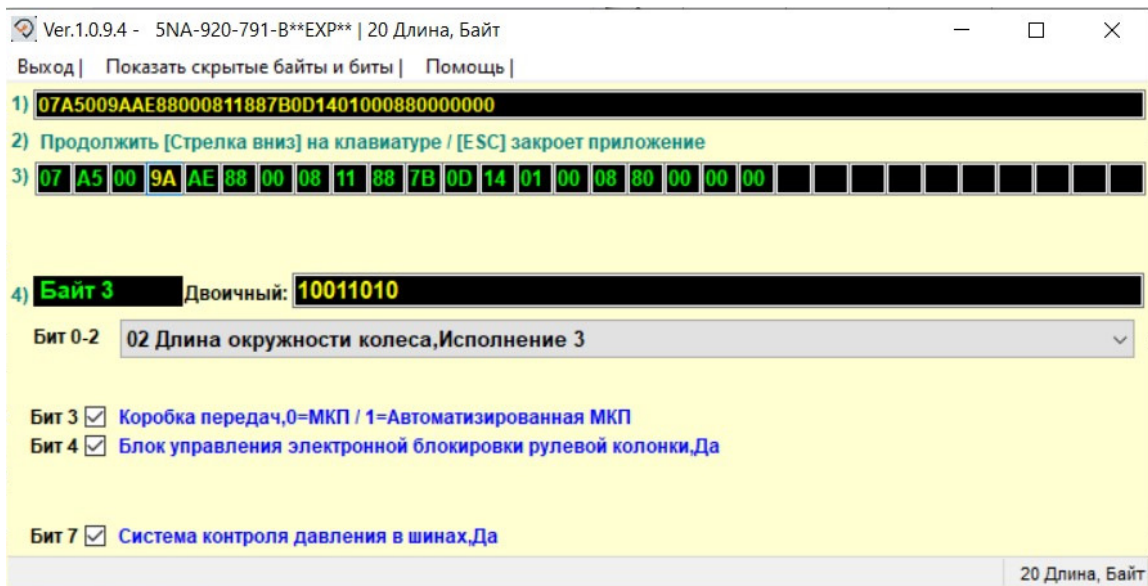 Ver.1.0.9.4 - 5NA-920-791-B**EXP** | 20 Длина, Байт
Выход | Показать скрытые байты и биты | Помощь |
1) 07A5009AAE88000811887B0D1401000880000000
2) Продолжить [Стрелка вниз] на клавиатуре / [ESC] закроет приложение
3) 07 A5 00 9A AE 88 00 08 11 88 7B 0D 14 01 00 08 80 00 00 00
4) Байт 3 Двоичный: 10011010
Бит 0-2 02 Длина окружности колеса,Исполнение 3
Бит 3 Коробка передач,0=МКП / 1=Автоматизированная МКП
Бит 4 Блок управления электронной блокировки рулевой колонки,Да
Бит 7 Система контроля давления в шинах,Да
20 Длина, Байт